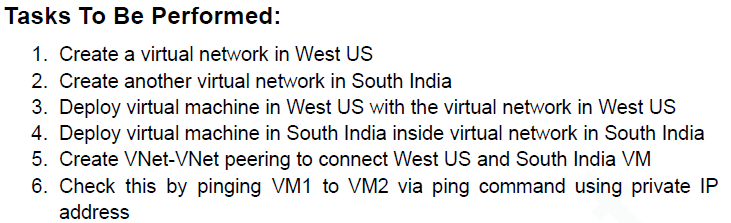 Tasks To Be Performed:
1. Create a virtual network in West US
2. Create another virtual network in South India
3. Deploy virtual machine in West US with the virtual network in West US
4. Deploy virtual machine in South India inside virtual network in South India
5. Create VNet-VNet peering to connect West US and South India VM
6. Check this by pinging VM1 to VM2 via ping command using private IP
address